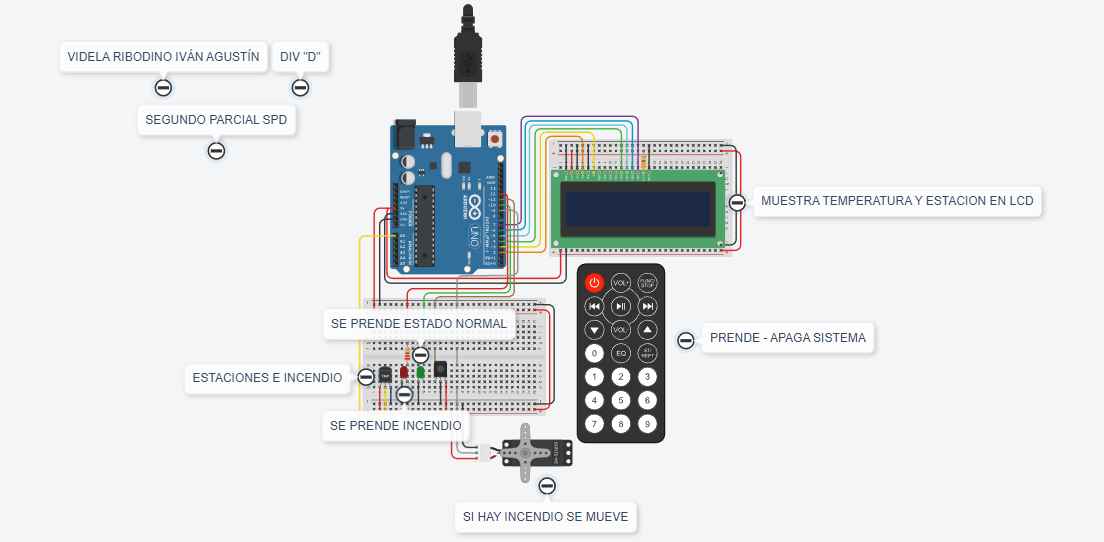 VIDELA RIBODINO IVÁN AGUSTÍN
DIV "D"
SEGUNDO PARCIAL SPD
ARDUINO
UNO
MUESTRA TEMPERATURA Y ESTACION EN LCD
VOL+
FUNC/
STOP
VOL-
0
EQ
ST/
REPT
1 2 3
4 5 6
7 8 9
PRENDE - APAGA SISTEMA
SE PRENDE ESTADO NORMAL
ESTACIONES E INCENDIO
TMP
SE PRENDE INCENDIO
SI HAY INCENDIO SE MUEVE